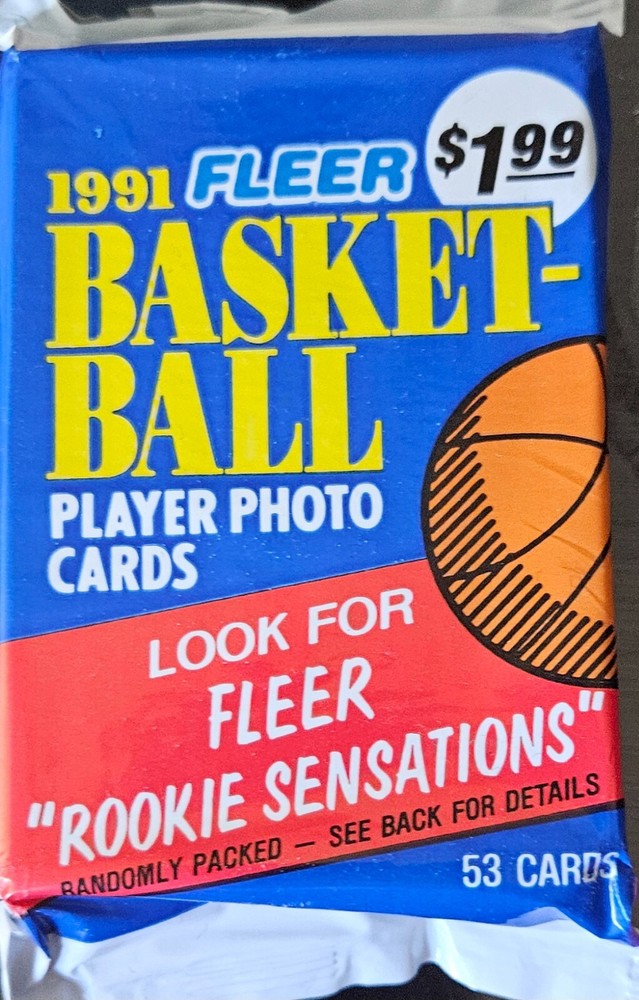 $1.99
1991 FLEER
BASKET-
BALL
PLAYER PHOTO
CARDS
LOOK FOR
FLEER
"ROOKIE SENSATIONS"
RANDOMLY PACKED — SEE BACK FOR DETAILS
53 CARDS